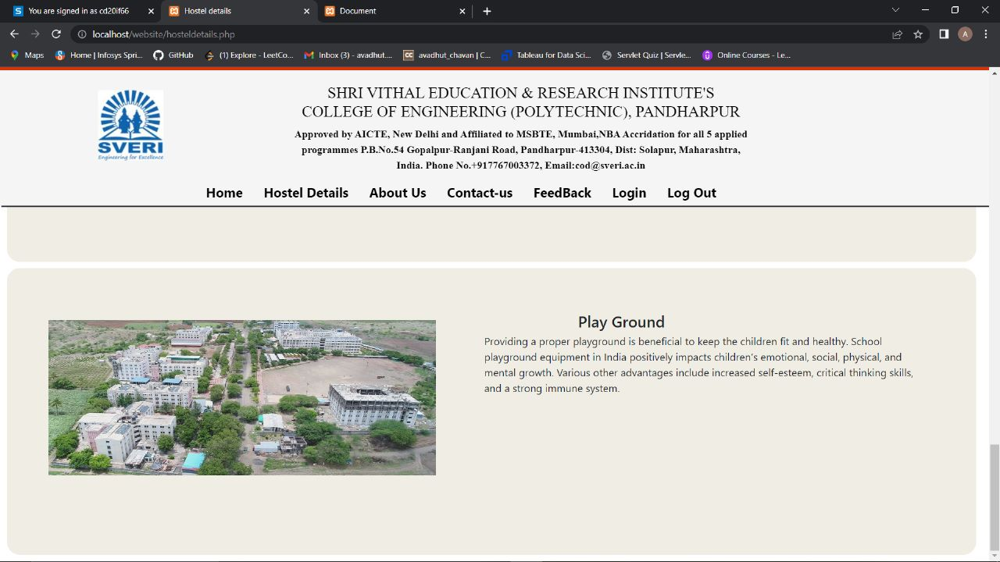 You are signed in as cd20if66
Hostel details
Document
localhost/website/hosteldetails.php
A
Maps
Home | Infosys Spri...
GitHub
(1) Explore - LeetCo...
Inbox (3) - avadhut....
avadhut_chavan | C...
Tableau for Data Sci...
Servlet Quiz | Servle...
Online Courses - Le...
SVERI
Engineering for Excellence
SHRI VITHAL EDUCATION & RESEARCH INSTITUTE'S
COLLEGE OF ENGINEERING (POLYTECHNIC), PANDHARPUR
Approved by AICTE, New Delhi and Affiliated to MSBTE, Mumbai,NBA Accridation for all 5 applied
programmes P.B.No.54 Gopalpur-Ranjani Road, Pandharpur-413304, Dist: Solapur, Maharashtra,
India. Phone No.+917767003372, Email:cod@sveri.ac.in
Home Hostel Details About Us Contact-us FeedBack Login Log Out
Play Ground
Providing a proper playground is beneficial to keep the children fit and healthy. School
playground equipment in India positively impacts children's emotional, social, physical, and
mental growth. Various other advantages include increased self-esteem, critical thinking skills,
and a strong immune system.